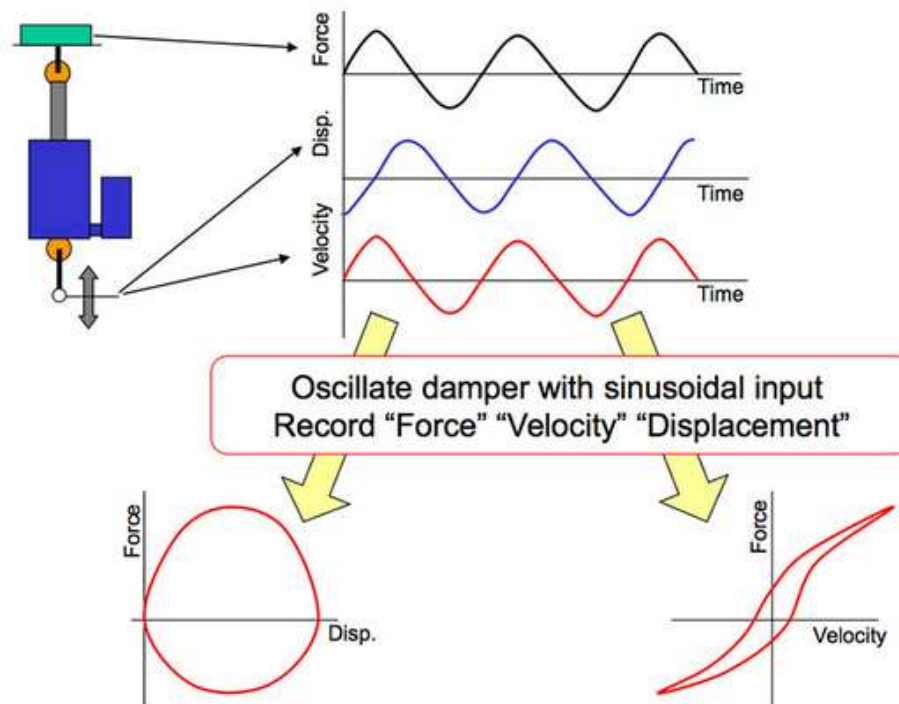 Force
Time
Disp.
Time
Velocity
Time
Oscillate damper with sinusoidal input
Record “Force” “Velocity” “Displacement”
Force
Disp.
Force
Velocity